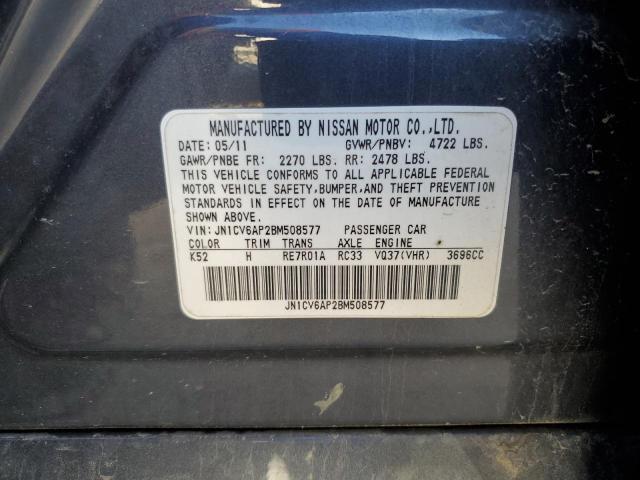 MANUFACTURED BY NISSAN MOTOR CO.,LTD.
DATE: 05/11 GVWR/PNBV: 4722 LBS.
GAWR/PNBE FR: 2270 LBS. RR: 2478 LBS.
THIS VEHICLE CONFORMS TO ALL APPLICABLE FEDERAL
MOTOR VEHICLE SAFETY,BUMPER,AND THEFT PREVENTION
STANDARDS IN EFFECT ON THE DATE OF MANUFACTURE
SHOWN ABOVE.
VIN: JN1CV6AP2BM508577 PASSENGER CAR
COLOR TRIM TRANS AXLE ENGINE
K52 H RE7R01A RC33 VQ37(VHR) 3696CC
JN1CV6AP2BM508577